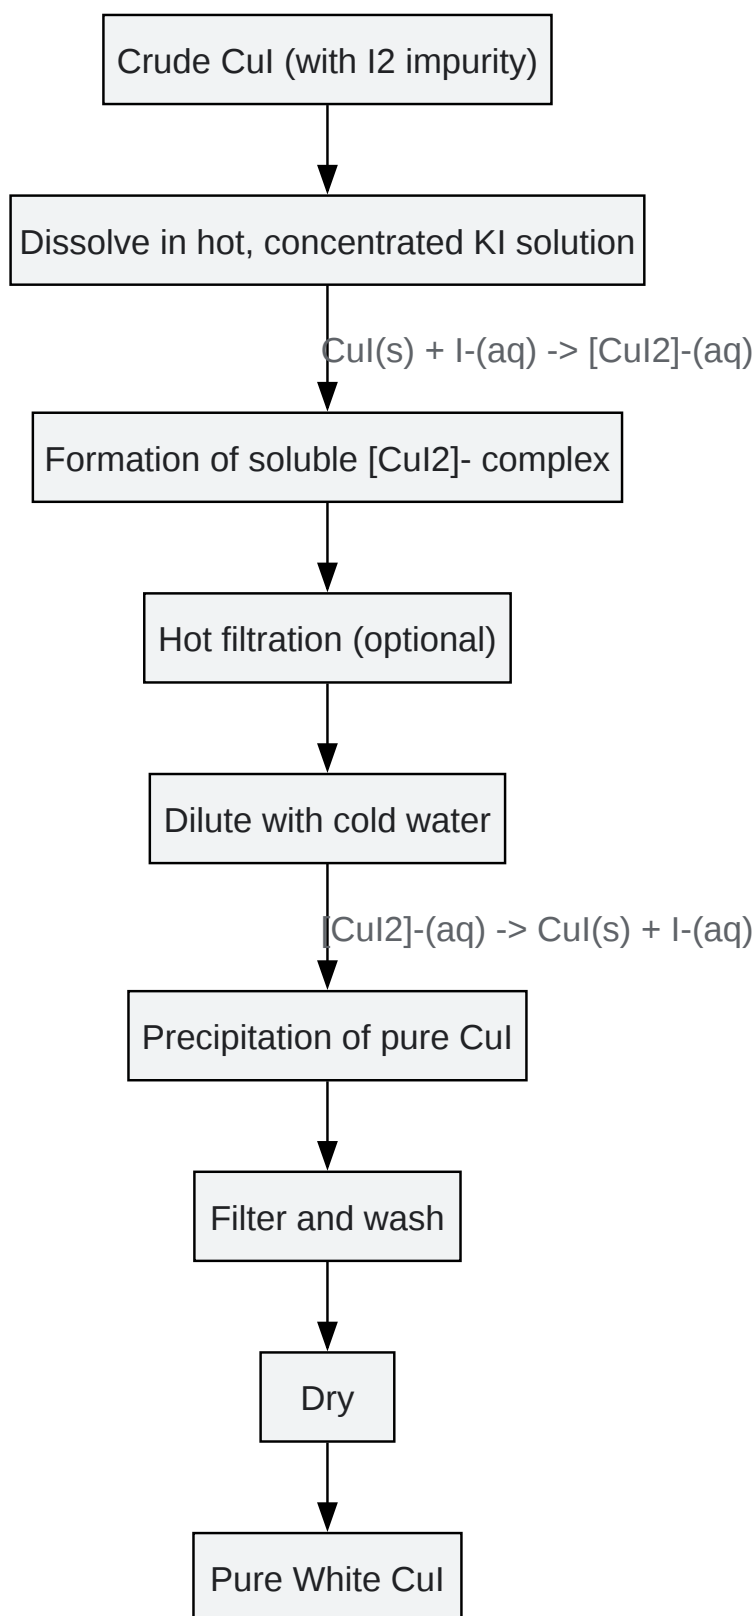 Crude CuI (with I2 impurity)
Dissolve in hot, concentrated KI solution
CuI(s) + I-(aq) -> [CuI2]-(aq)
Formation of soluble [CuI2]- complex
Hot filtration (optional)
Dilute with cold water
[CuI2]-(aq) -> CuI(s) + I-(aq)
Precipitation of pure CuI
Filter and wash
Dry
Pure White CuI